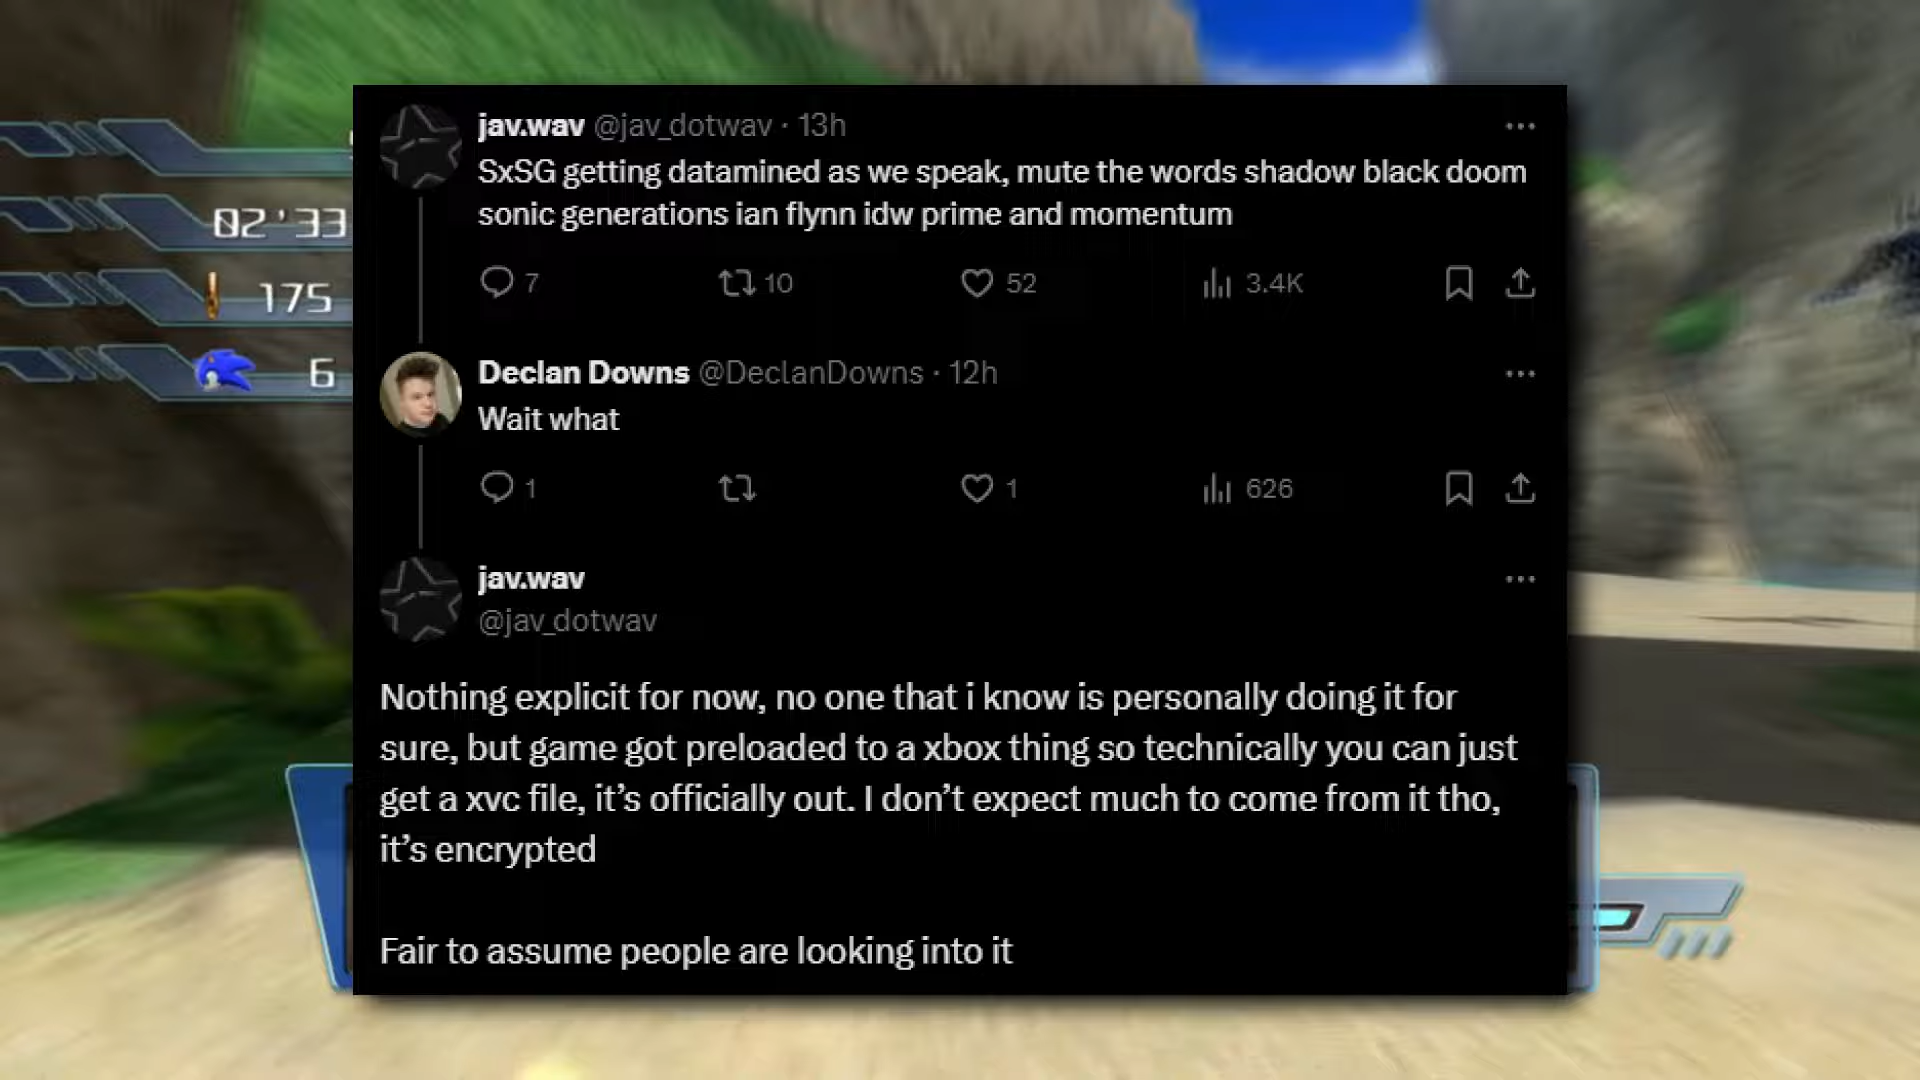 jav.wav @jav_dotwav · 13h
SxSG getting datamined as we speak, mute the words shadow black doom
sonic generations ian flynn idw prime and momentum
7 10 52 3.4K
02'33
175
6
Declan Downs @DeclanDowns · 12h
Wait what
1 1 626
jav.wav
@jav_dotwav
Nothing explicit for now, no one that i know is personally doing it for
sure, but game got preloaded to a xbox thing so technically you can just
get a xvc file, it’s officially out. I don’t expect much to come from it tho,
it’s encrypted
Fair to assume people are looking into it